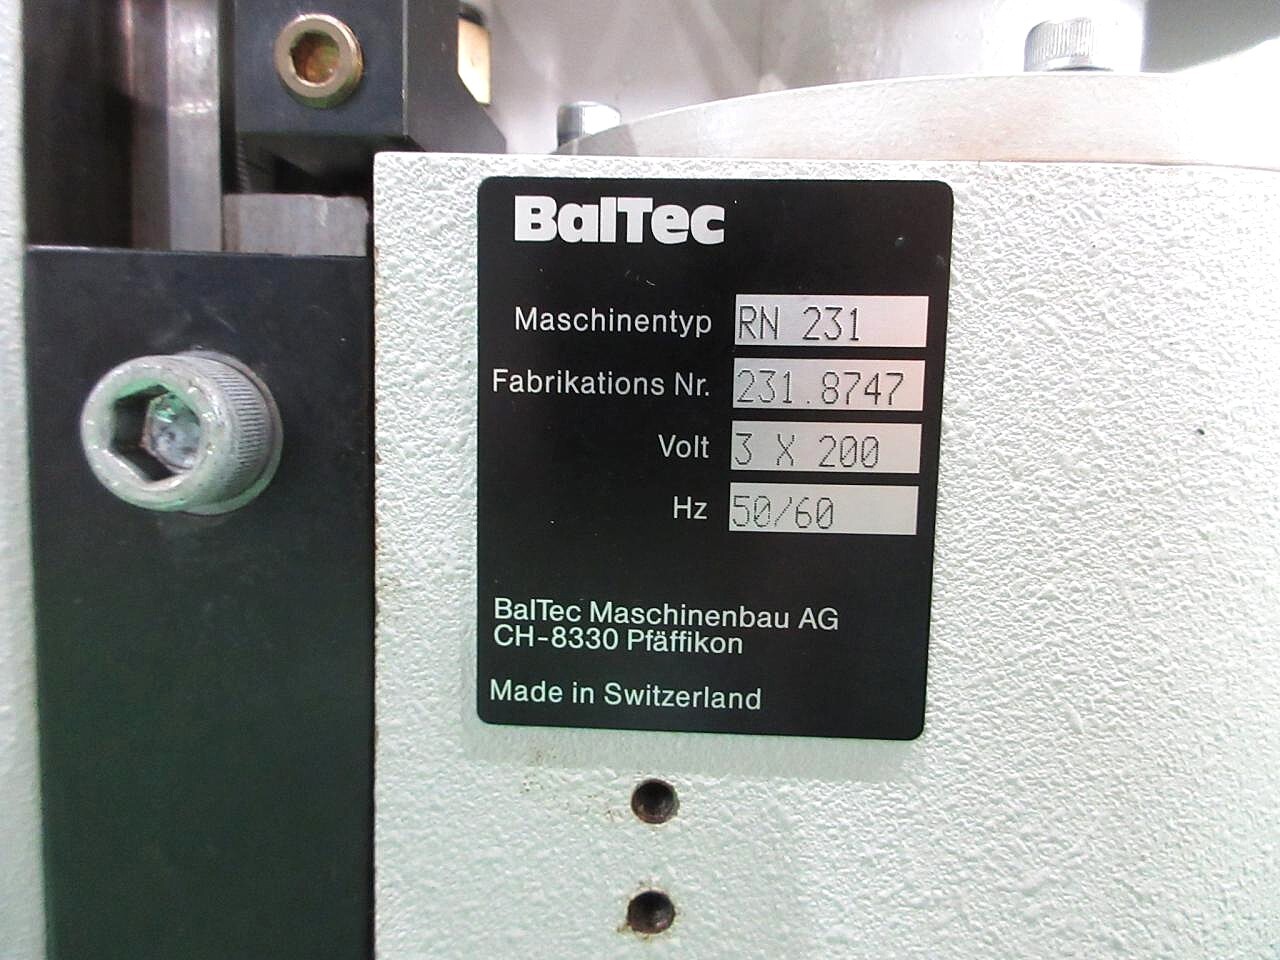 BalTec
Maschinentyp RN 231
Fabrikations Nr. 231.8747
Volt 3 X 200
Hz 50/60
BalTec Maschinenbau AG
CH-8330 Pfäffikon
Made in Switzerland